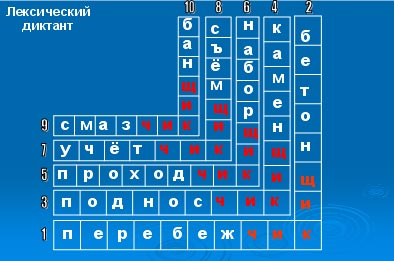 Лексический
диктант
10 8 6 4 2
банщик
съёмщик
наборщик
каменщик
бетонщик
9 смазчик
7 учётчик
5 проходчик
3 подносчик
1 перебежчик